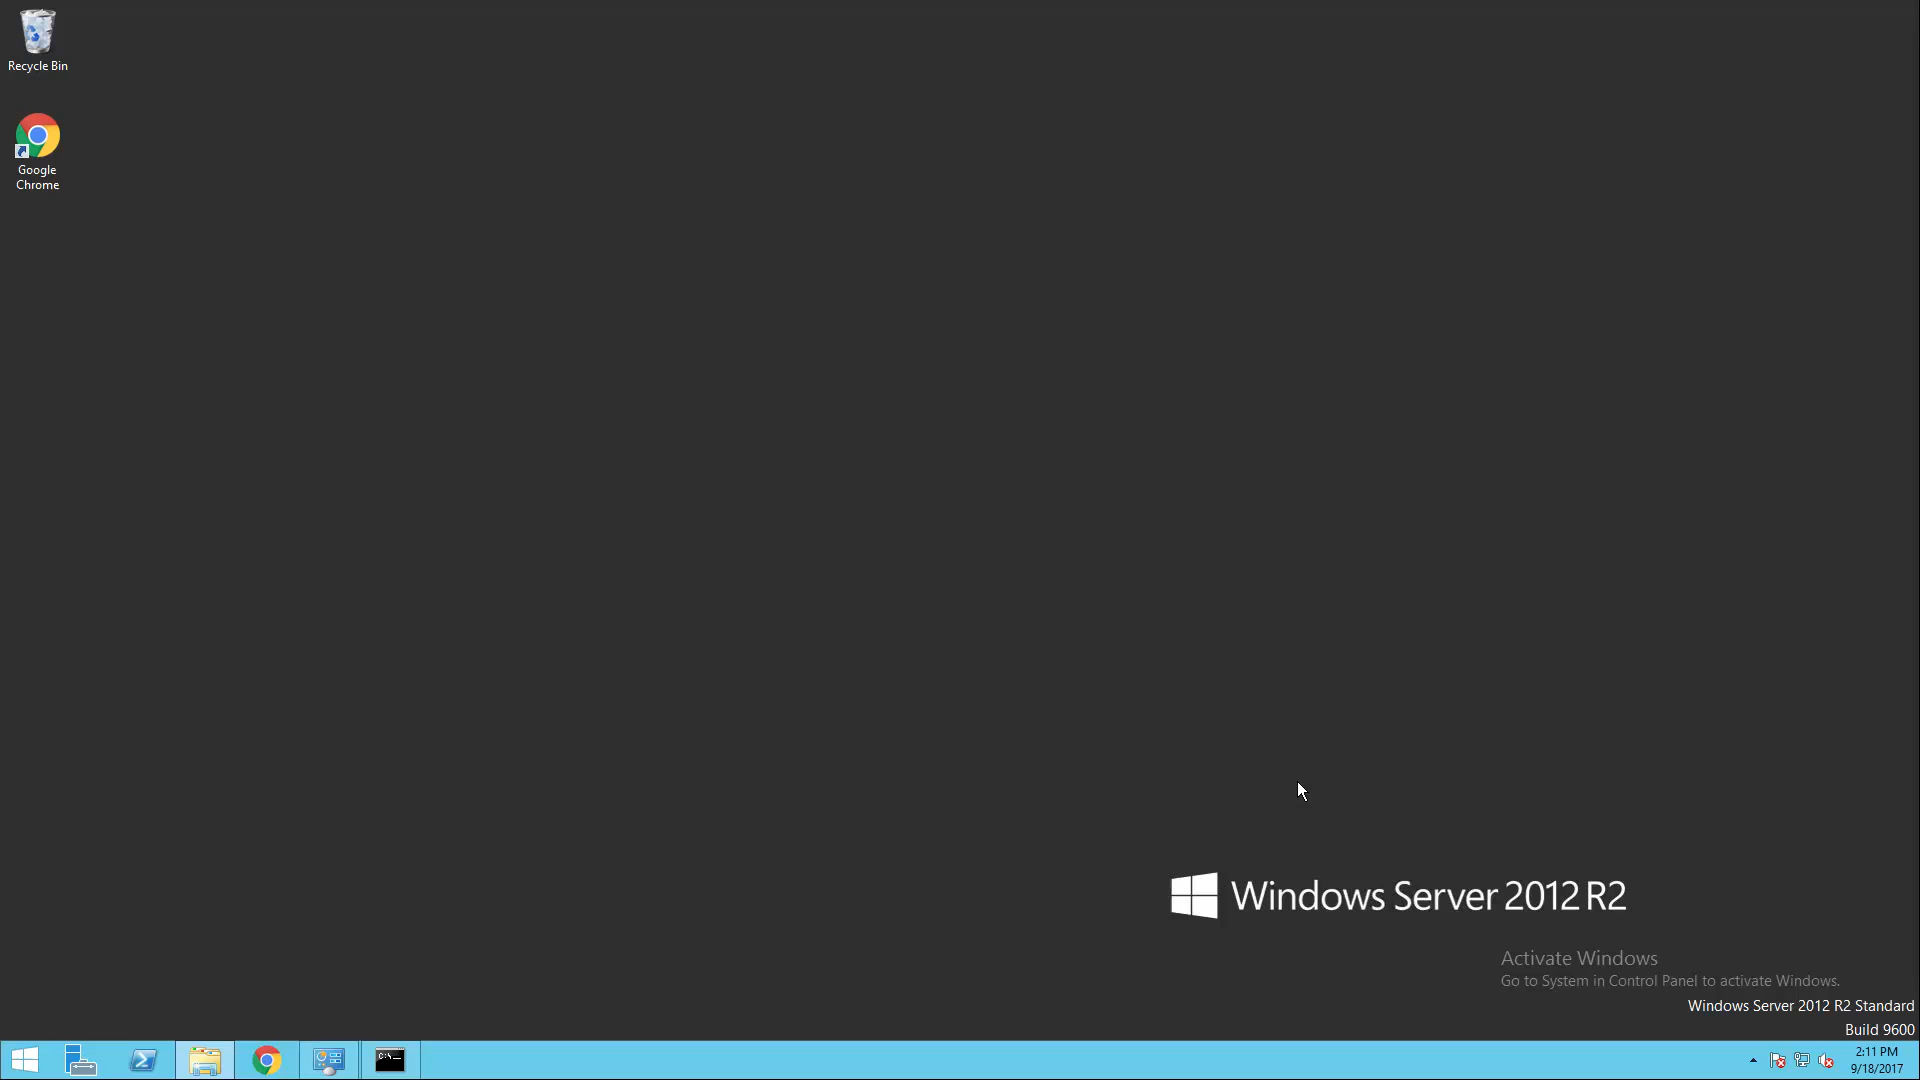 Recycle Bin
Google
Chrome
Windows Server 2012 R2
Activate Windows
Go to System in Control Panel to activate Windows.
Windows Server 2012 R2 Standard
Build 9600
C:\_
2:11 PM
9/18/2017